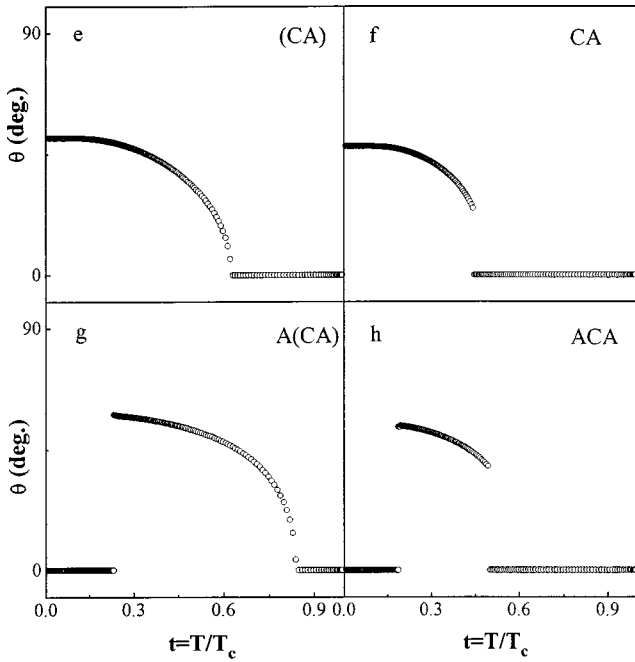 90
e
(CA)
f
CA
θ (deg.)
0
90
g
A(CA)
h
ACA
θ (deg.)
0
0.0
0.3
0.6
0.9
0.0
0.3
0.6
0.9
t=T/Tc
t=T/Tc